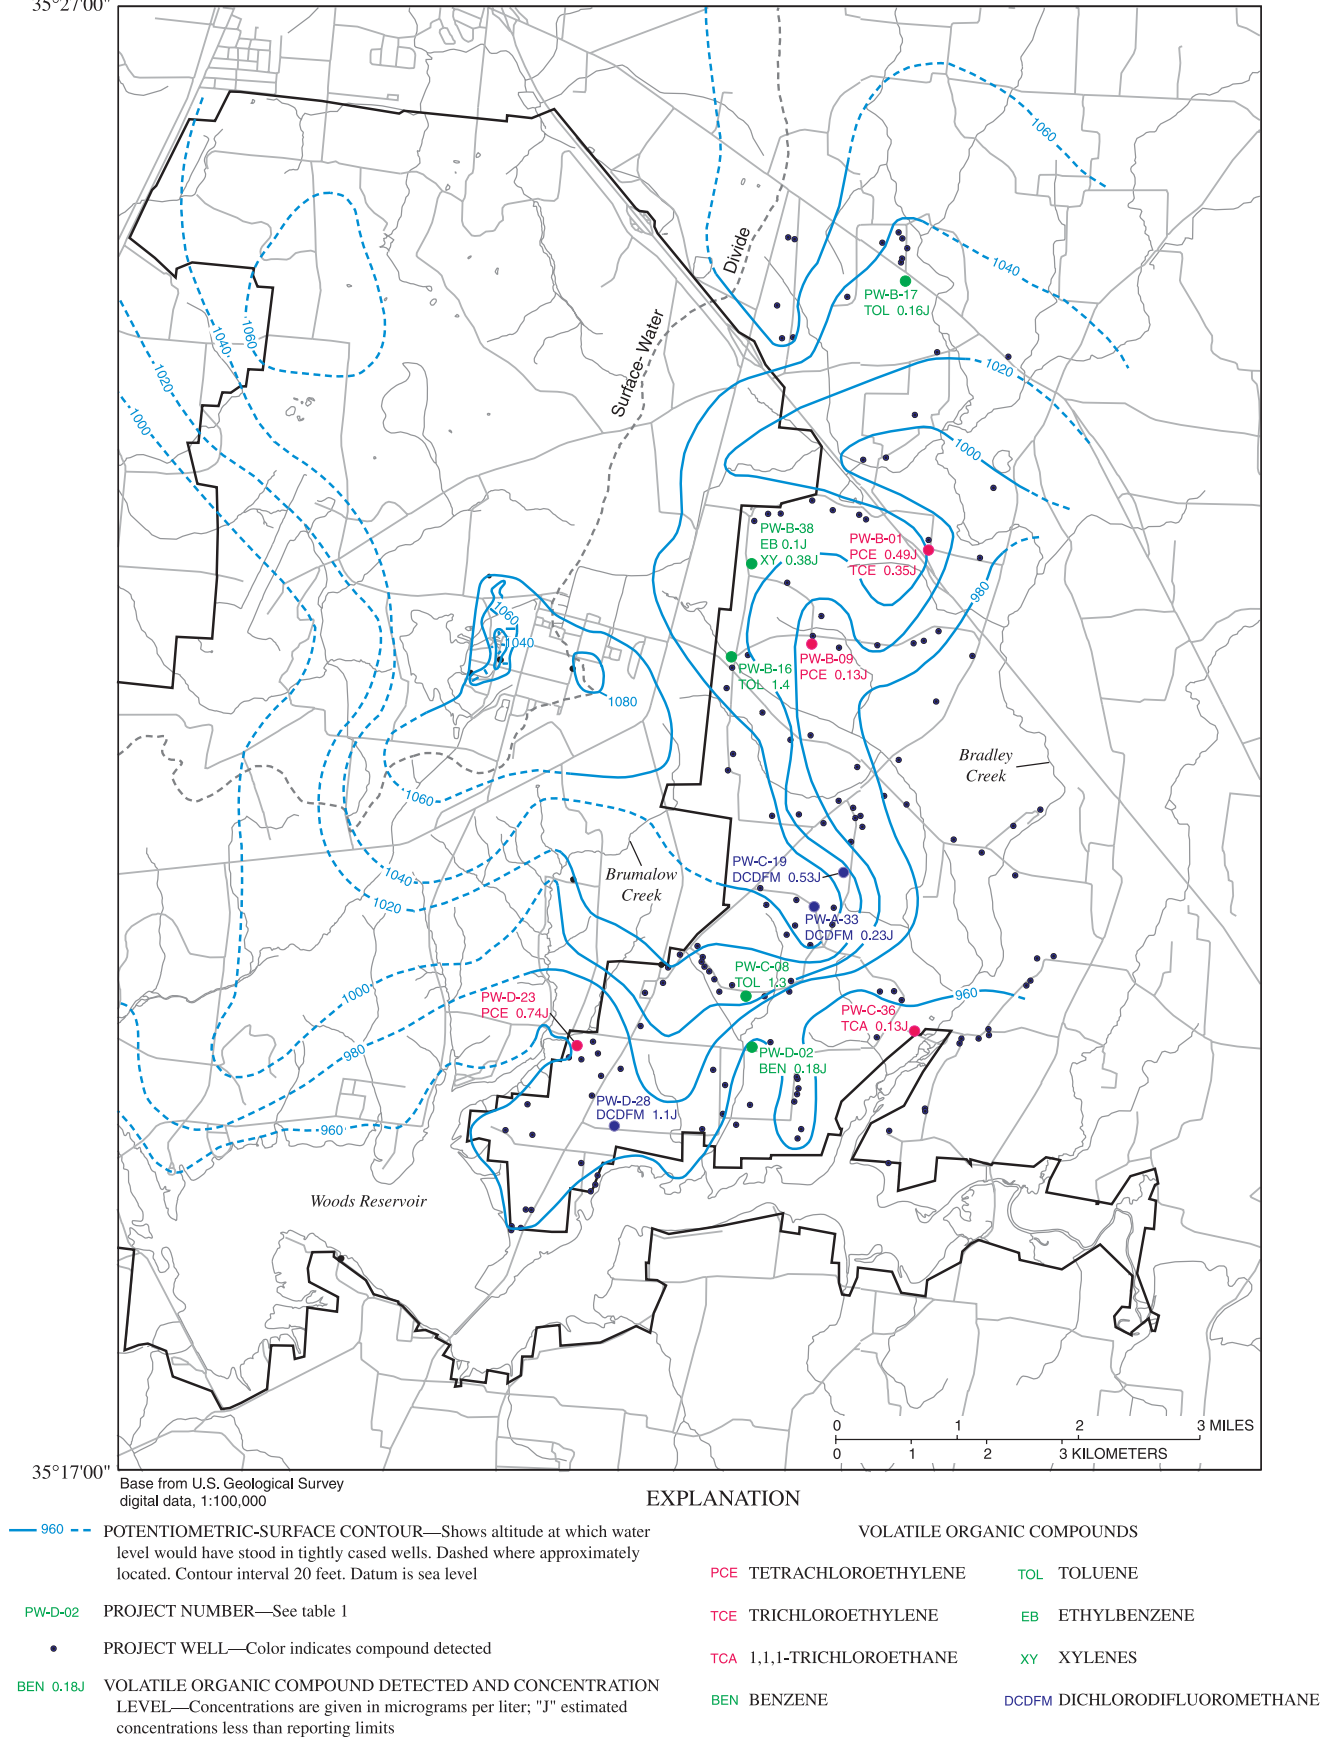 35°27'00"
1060
Divide
1040
PW-B-17
TOL 0.16J
Surface-Water
1060
1040
1020
1020
1000
1000
PW-B-38
EB 0.1J
XY 0.38J
PW-B-01
PCE 0.49J
TCE 0.35J
980
1060
1040
PW-B-09
PCE 0.13J
PW-B-16
TOL 1.4
1080
Bradley
Creek
1060
PW-C-19
DCDFM 0.53J
Brumalow
Creek
1040
1020
PW-A-33
DCDFM 0.23J
PW-C-08
TOL 1.3
1000
960
PW-D-23
PCE 0.74J
PW-C-36
TCA 0.13J
980
PW-D-02
BEN 0.18J
PW-D-28
DCDFM 1.1J
960
Woods Reservoir
0 1 2 3 MILES
0 1 2 3 KILOMETERS
35°17'00"
Base from U.S. Geological Survey
digital data, 1:100,000
EXPLANATION
960 POTENTIOMETRIC-SURFACE CONTOUR—Shows altitude at which water
level would have stood in tightly cased wells. Dashed where approximately
located. Contour interval 20 feet. Datum is sea level
PW-D-02 PROJECT NUMBER—See table 1
PROJECT WELL—Color indicates compound detected
BEN 0.18J VOLATILE ORGANIC COMPOUND DETECTED AND CONCENTRATION
LEVEL—Concentrations are given in micrograms per liter; "J" estimated
concentrations less than reporting limits
VOLATILE ORGANIC COMPOUNDS
PCE TETRACHLOROETHYLENE
TOL TOLUENE
TCE TRICHLOROETHYLENE
EB ETHYLBENZENE
TCA 1,1,1-TRICHLOROETHANE
XY XYLENES
BEN BENZENE
DCDFM DICHLORODIFLUOROMETHANE